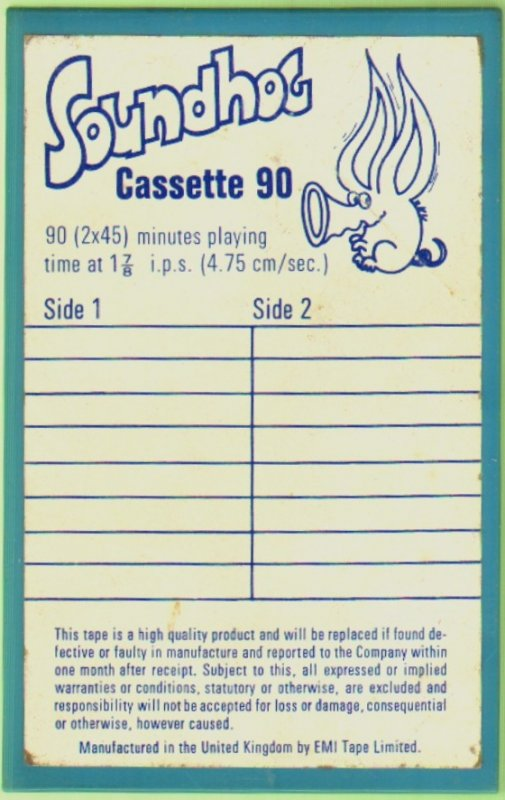 Soundhog
Cassette 90
90 (2x45) minutes playing
time at 1 7/8 i.p.s. (4.75 cm/sec.)
Side 1 Side 2
This tape is a high quality product and will be replaced if found de-
fective or faulty in manufacture and reported to the Company within
one month after receipt. Subject to this, all expressed or implied
warranties or conditions, statutory or otherwise, are excluded and
responsibility will not be accepted for loss or damage, consequential
or otherwise, however caused.
Manufactured in the United Kingdom by EMI Tape Limited.